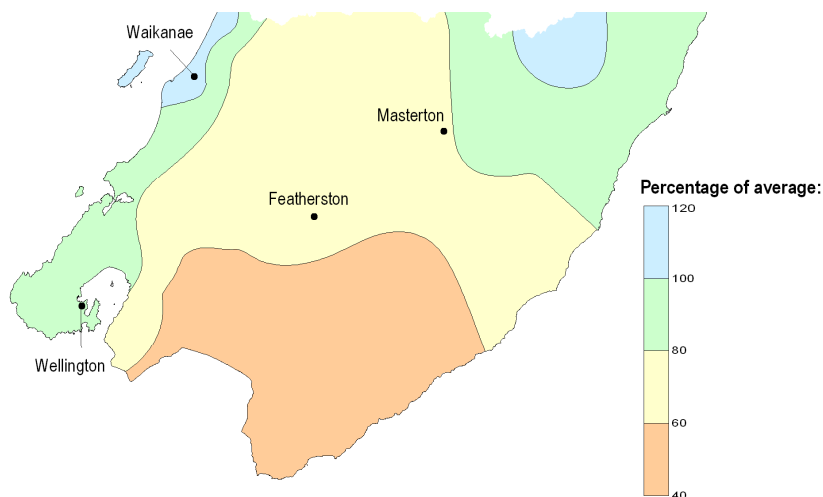 Waikanae
Masterton
Featherston
Wellington
Percentage of average:
120
100
80
60
40